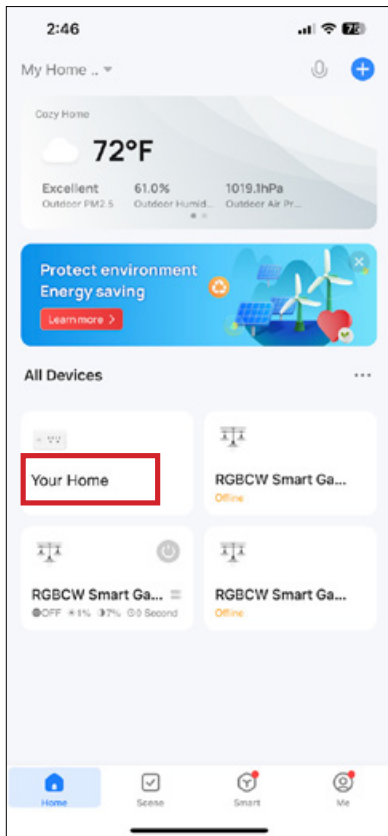 2:46
My Home .. 
Cozy Home
72°F
Excellent 61.0% 1019.1hPa
Outdoor PM2.5 Outdoor Humid... Outdoor Air Pr...
Protect environment
Energy saving
Learn more >
All Devices
Your Home
RGBCW Smart Ga...
Offline
RGBCW Smart Ga...
OFF 1% 7% 0 Second
RGBCW Smart Ga...
Offline
Home Scene Smart Me